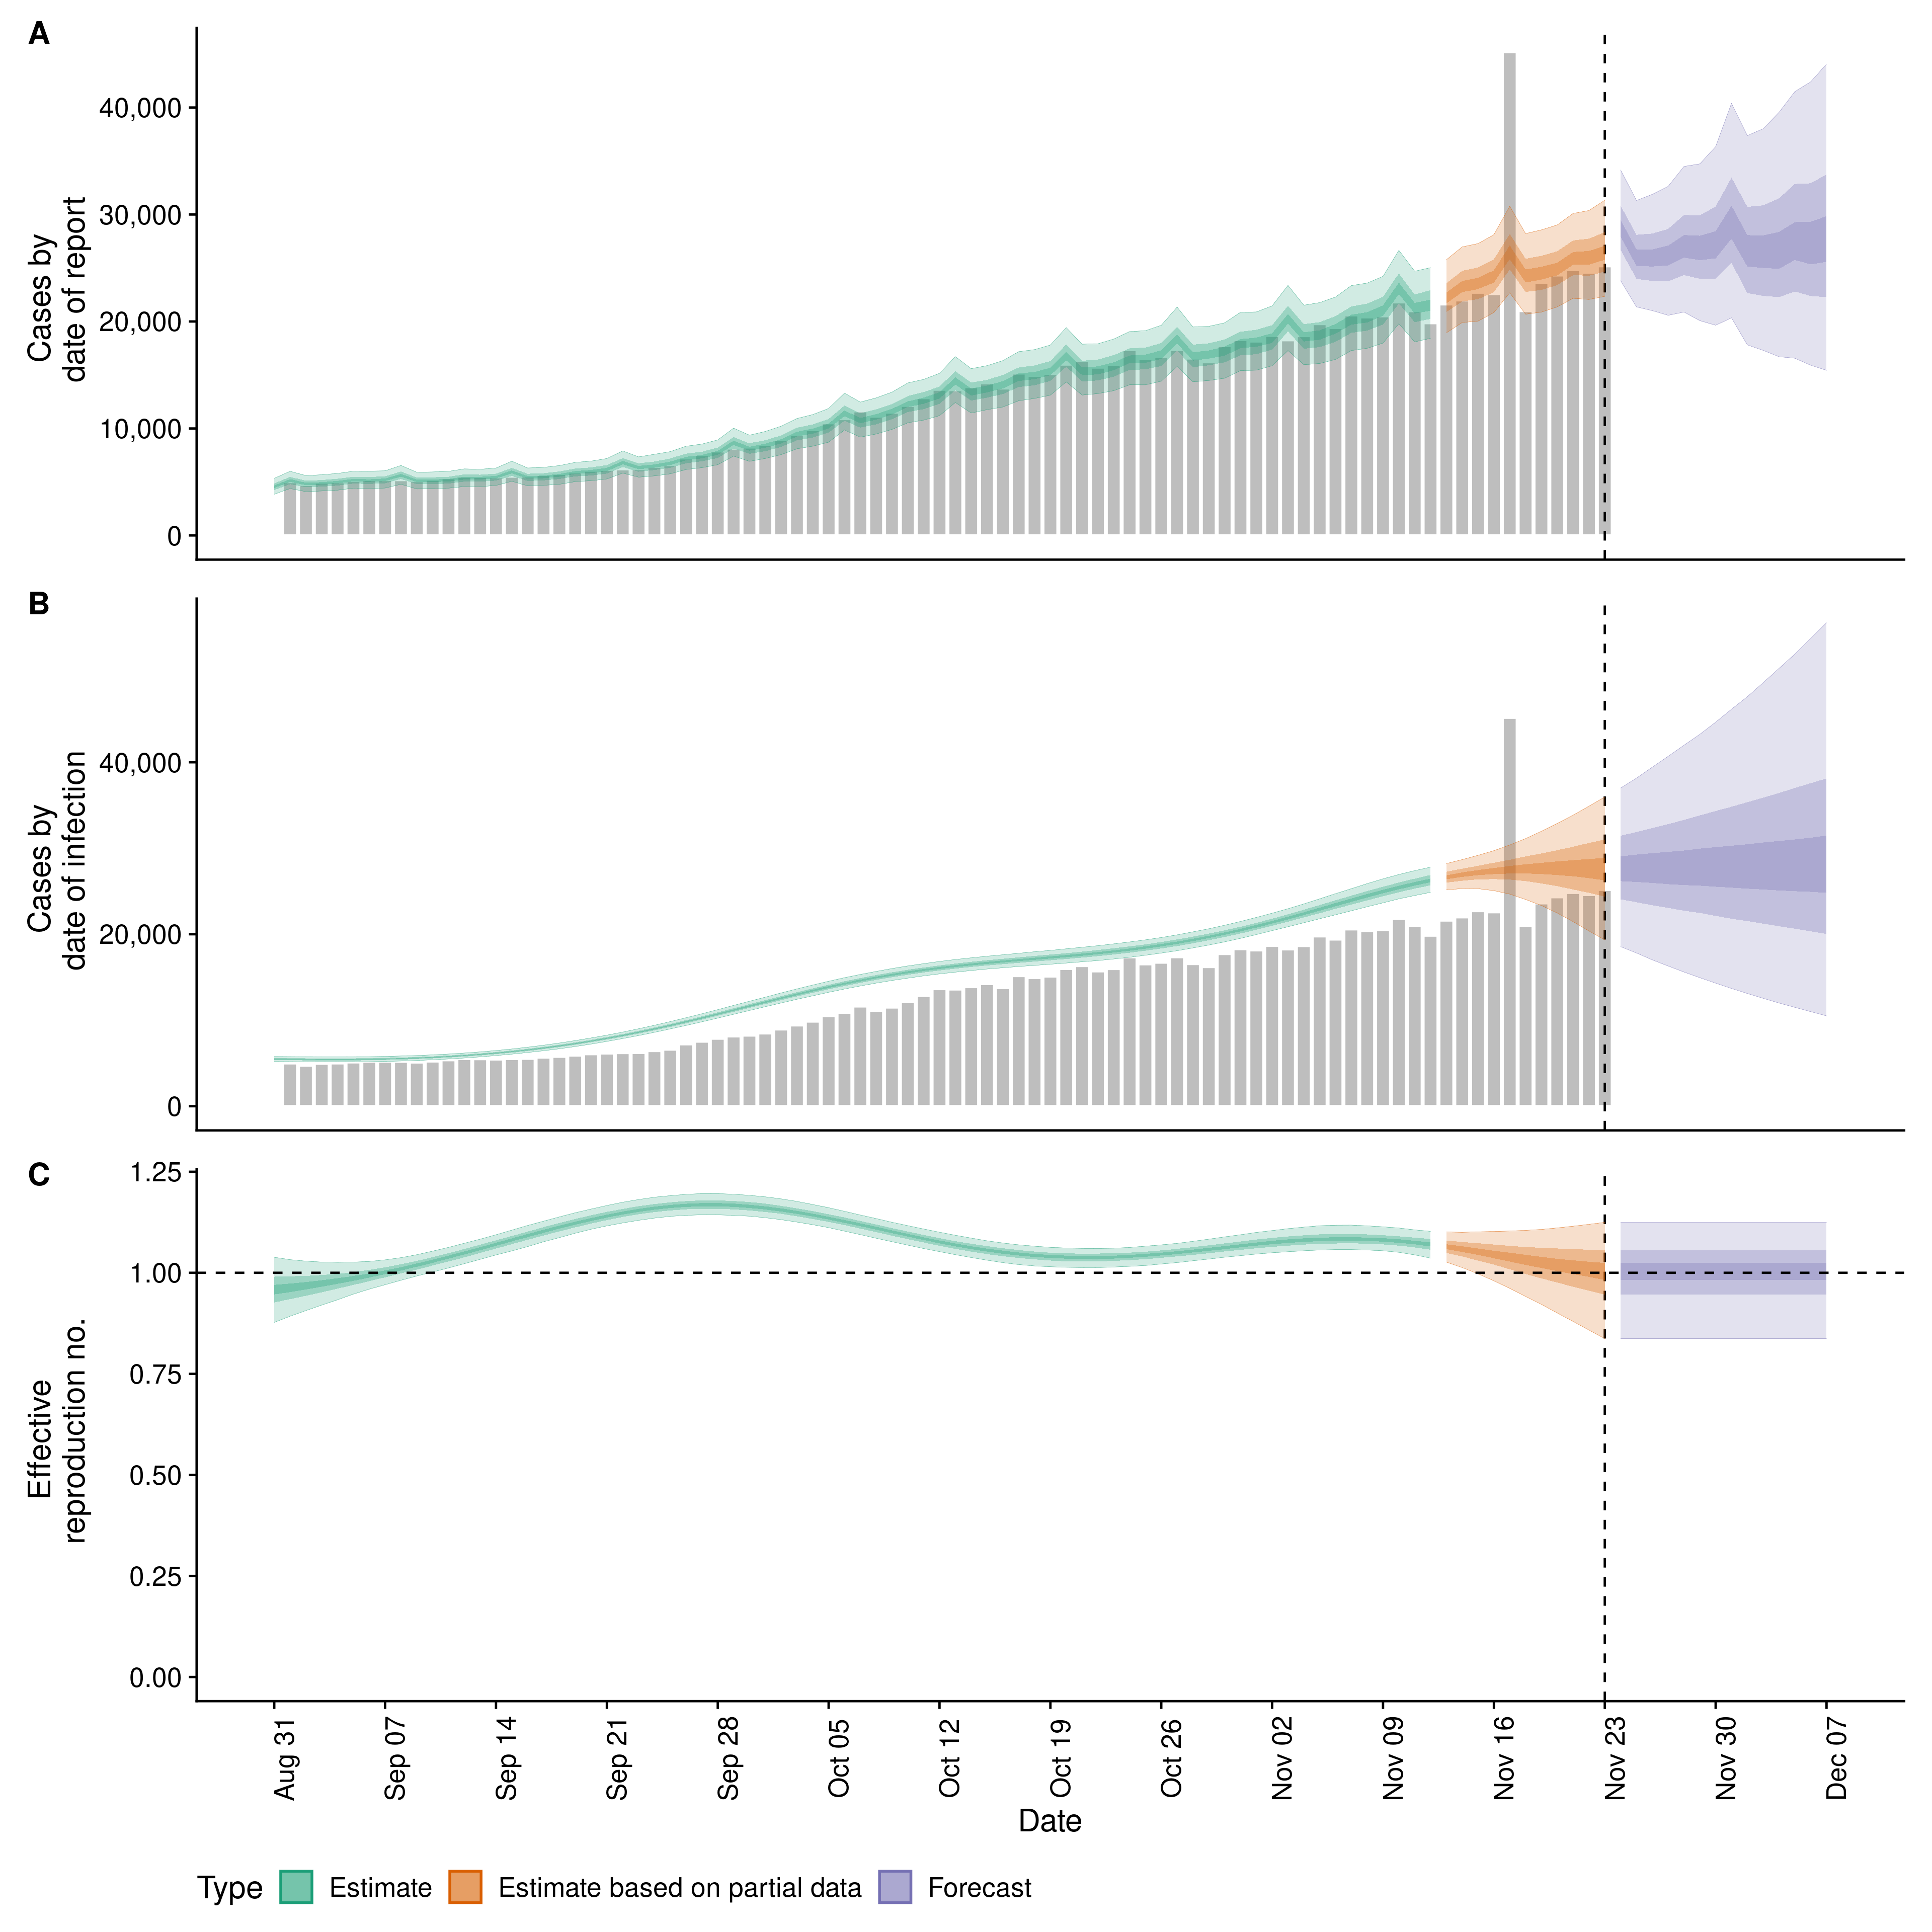 A
Cases by
date of report
40,000
30,000
20,000
10,000
0
B
Cases by
date of infection
40,000
20,000
0
C
Effective
reproduction no.
1.25
1.00
0.75
0.50
0.25
0.00
Aug 31
Sep 07
Sep 14
Sep 21
Sep 28
Oct 05
Oct 12
Oct 19
Oct 26
Nov 02
Nov 09
Nov 16
Nov 23
Nov 30
Dec 07
Date
Type Estimate Estimate based on partial data Forecast